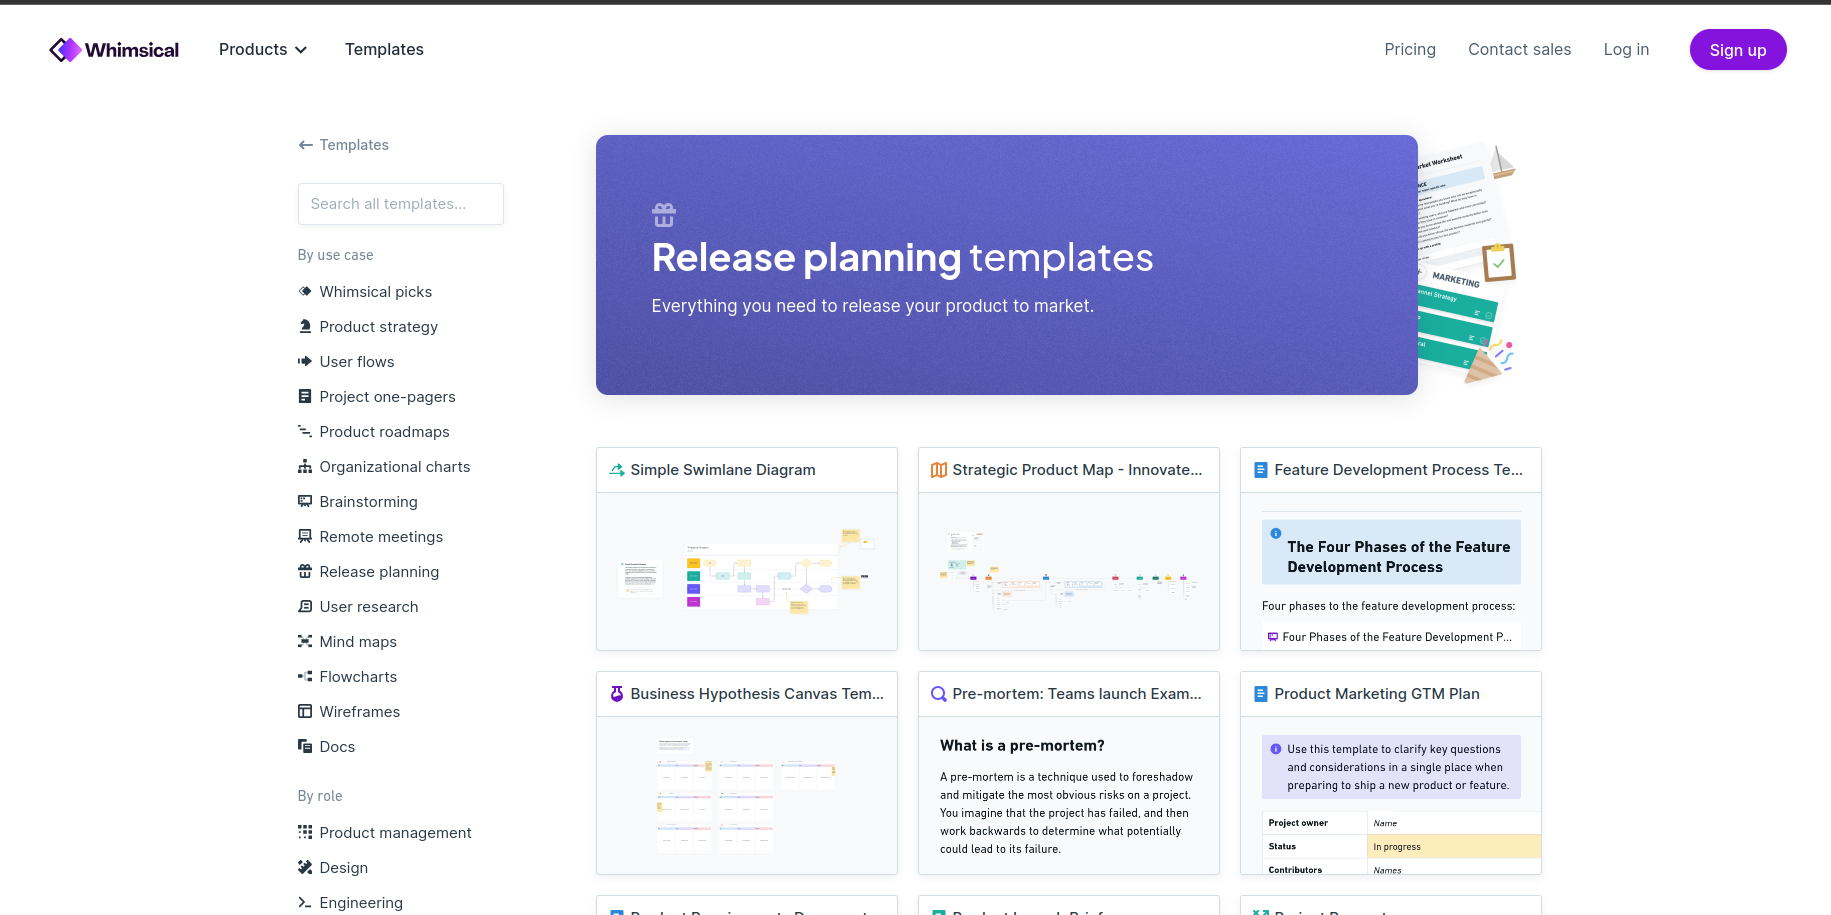 Whimsical
Products
Templates
Pricing
Contact sales
Log in
Sign up
Templates
Search all templates...
By use case
Whimsical picks
Product strategy
User flows
Project one-pagers
Product roadmaps
Organizational charts
Brainstorming
Remote meetings
Release planning
User research
Mind maps
Flowcharts
Wireframes
Docs
By role
Product management
Design
Engineering
Release planning templates
Everything you need to release your product to market.
Worksheet
MARKETING
Strategy
Simple Swimlane Diagram
Strategic Product Map - Innovate...
Feature Development Process Te...
The Four Phases of the Feature
Development Process
Four phases to the feature development process:
Four Phases of the Feature Development P...
Business Hypothesis Canvas Tem...
Pre-mortem: Teams launch Exam...
What is a pre-mortem?
A pre-mortem is a technique used to foreshadow
and mitigate the most obvious risks on a project.
You imagine that the project has failed, and then
work backwards to determine what potentially
could lead to its failure.
Product Marketing GTM Plan
Use this template to clarify key questions
and considerations in a single place when
preparing to ship a new product or feature.
Project owner Name
Status In progress
Contributors Names